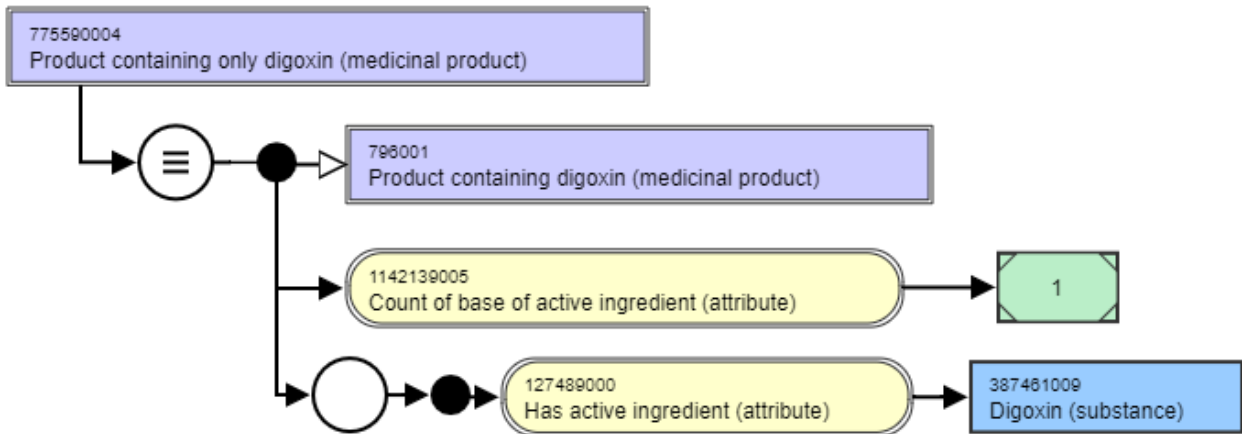 775590004
Product containing only digoxin (medicinal product)
796001
Product containing digoxin (medicinal product)
1142139005
Count of base of active ingredient (attribute)
1
127489000
Has active ingredient (attribute)
387461009
Digoxin (substance)